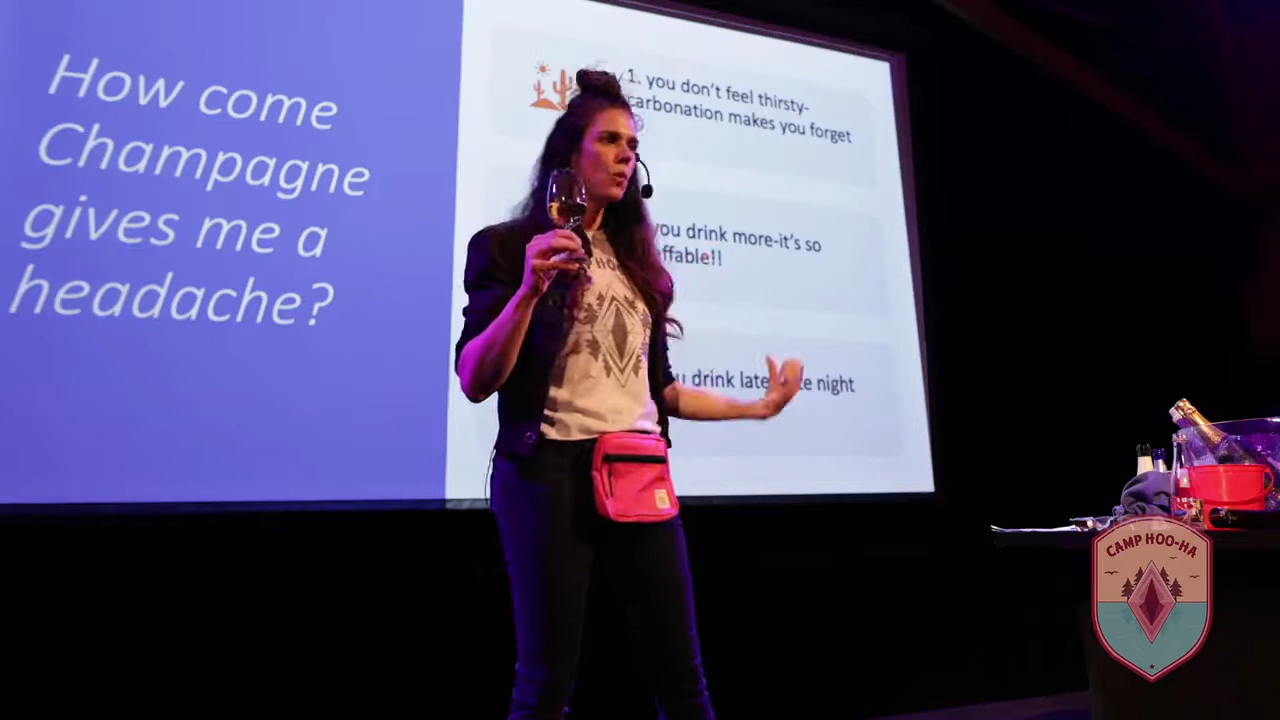 How come
Champagne
gives me a
headache?
1. you don't feel thirsty-
carbonation makes you forget
you drink more-it's so
!!
drink late night
CAMP HOO-HA